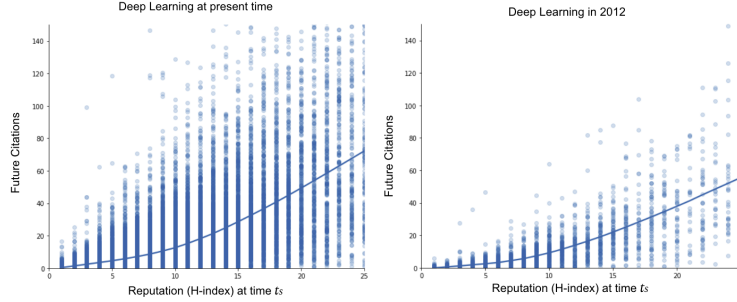 Deep Learning at present time
140
120
100
80
60
40
20
0
Future Citations
0 5 10 15 20 25
Reputation (H-index) at time ts
Deep Learning in 2012
140
120
100
80
60
40
20
0
Future Citations
0 5 10 15 20
Reputation (H-index) at time ts